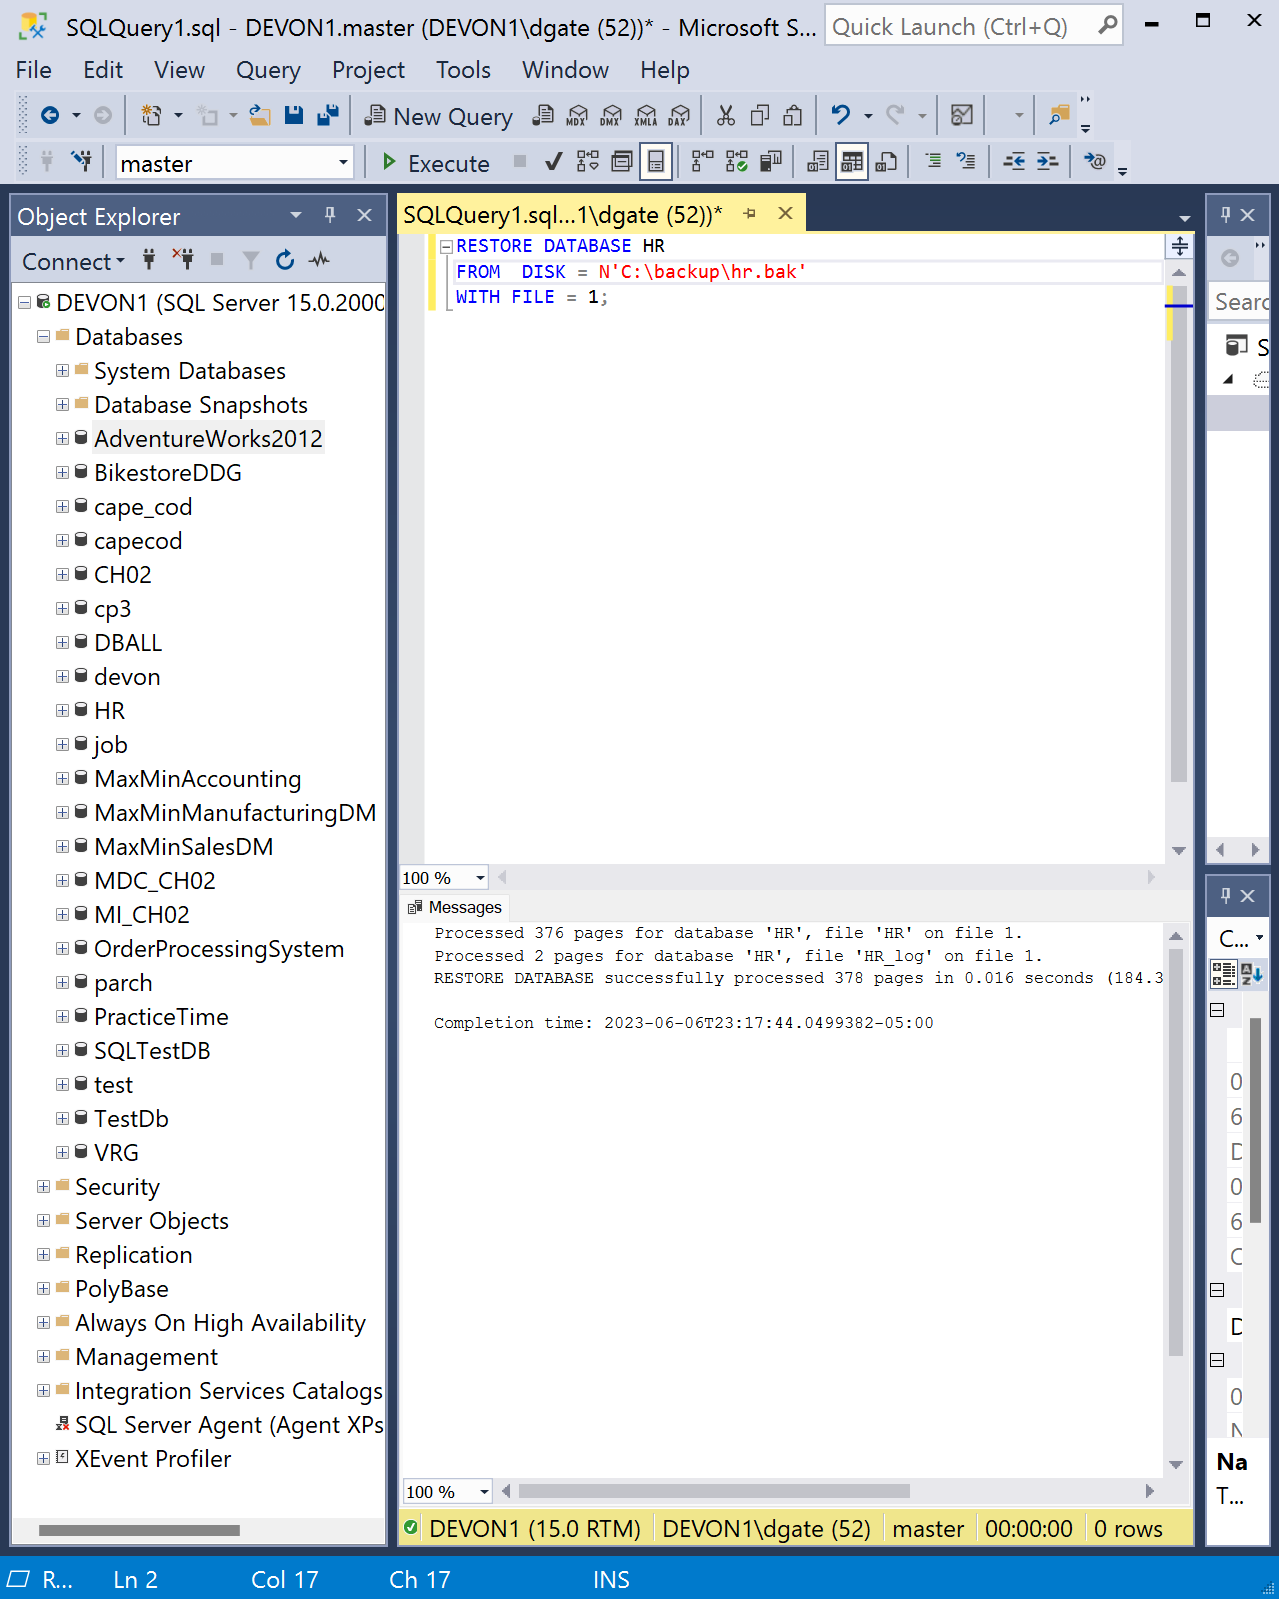 SQLQuery1.sql - DEVON1.master (DEVON1\dgate (52))* - Microsoft S...
Quick Launch (Ctrl+Q)
File Edit View Query Project Tools Window Help
New Query MDX DMX XMLA DAX
master Execute
Object Explorer
Connect
DEVON1 (SQL Server 15.0.2000
Databases
System Databases
Database Snapshots
AdventureWorks2012
BikestoreDDG
cape_cod
capecod
CH02
cp3
DBALL
devon
HR
job
MaxMinAccounting
MaxMinManufacturingDM
MaxMinSalesDM
MDC_CH02
MI_CH02
OrderProcessingSystem
parch
PracticeTime
SQLTestDB
test
TestDb
VRG
Security
Server Objects
Replication
PolyBase
Always On High Availability
Management
Integration Services Catalogs
SQL Server Agent (Agent XPs
XEvent Profiler
SQLQuery1.sql...1\dgate (52))*
RESTORE DATABASE HR
FROM  DISK = N'C:\backup\hr.bak'
WITH FILE = 1;
100 %
Messages
Processed 376 pages for database 'HR', file 'HR' on file 1.
Processed 2 pages for database 'HR', file 'HR_log' on file 1.
RESTORE DATABASE successfully processed 378 pages in 0.016 seconds (184.3
Completion time: 2023-06-06T23:17:44.0499382-05:00
100 %
DEVON1 (15.0 RTM) DEVON1\dgate (52) master 00:00:00 0 rows
Searc
S
C...
0
6
D
0
6
C
D
0
N
Na
T...
R... Ln 2 Col 17 Ch 17 INS